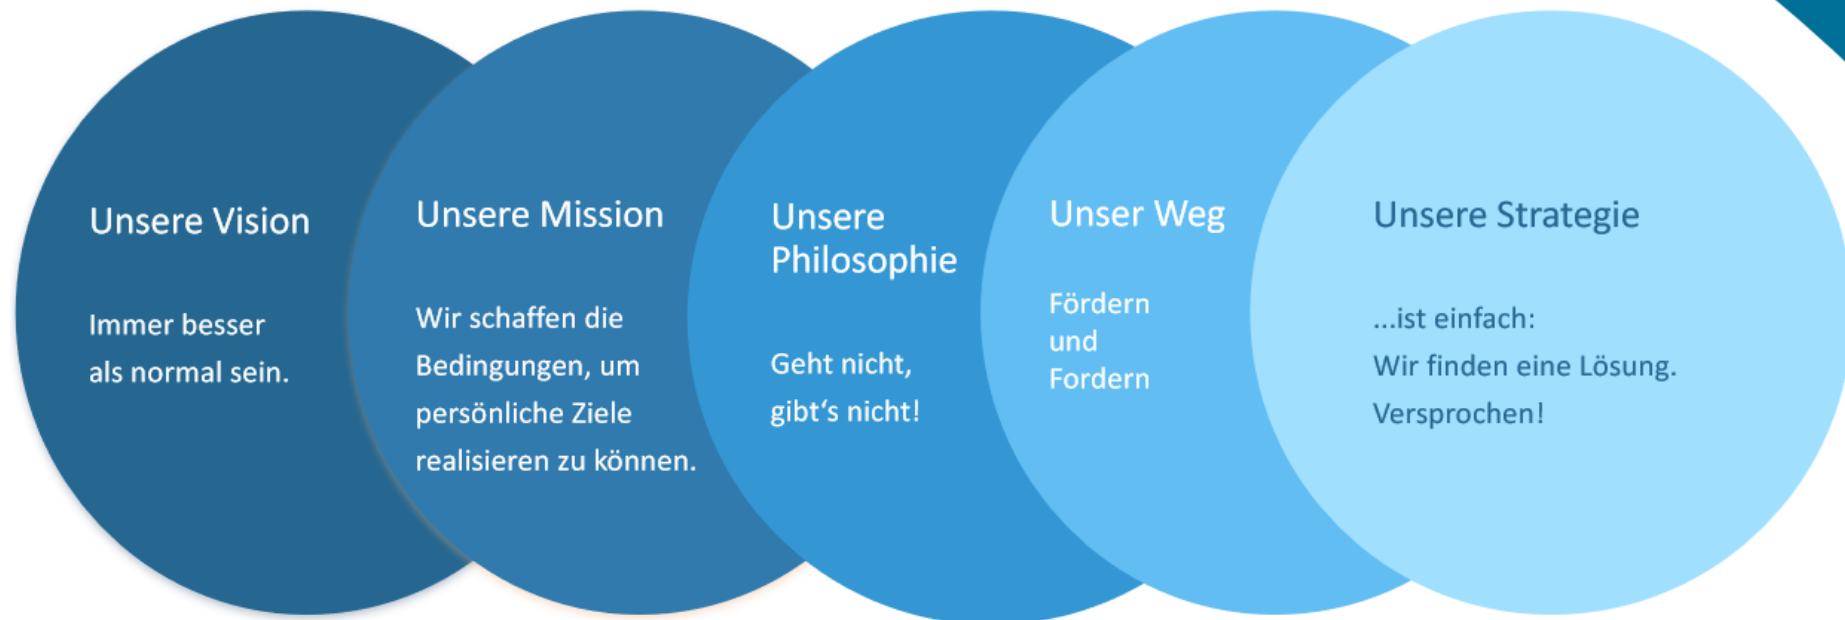 Unsere Vision
Immer besser
als normal sein.
Unsere Mission
Wir schaffen die
Bedingungen, um
persönliche Ziele
realisieren zu können.
Unsere
Philosophie
Geht nicht,
gibt‘s nicht!
Unser Weg
Fördern
und
Fordern
Unsere Strategie
...ist einfach:
Wir finden eine Lösung.
Versprochen!